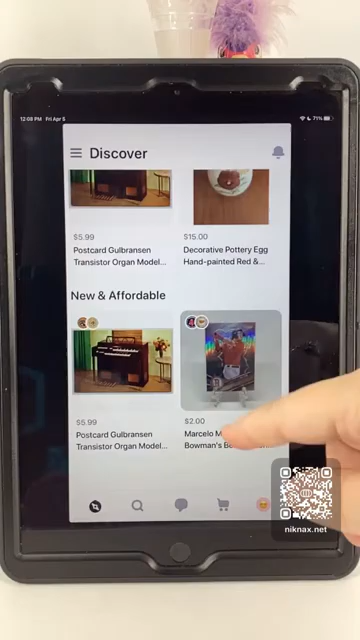 12:08 PM Fri Apr 5
71%
Discover
$5.99
Postcard Gulbransen
Transistor Organ Model...
$15.00
Decorative Pottery Egg
Hand-painted Red &...
New & Affordable
$5.99
Postcard Gulbransen
Transistor Organ Model...
$2.00
Marcelo
Bowman's
niknax.net